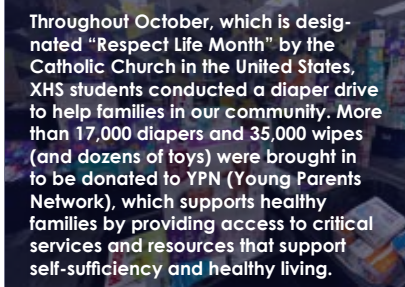 Throughout October, which is desig-
nated “Respect Life Month” by the
Catholic Church in the United States,
XHS students conducted a diaper drive
to help families in our community. More
than 17,000 diapers and 35,000 wipes
(and dozens of toys) were brought in
to be donated to YPN (Young Parents
Network), which supports healthy
families by providing access to critical
services and resources that support
self-sufficiency and healthy living.